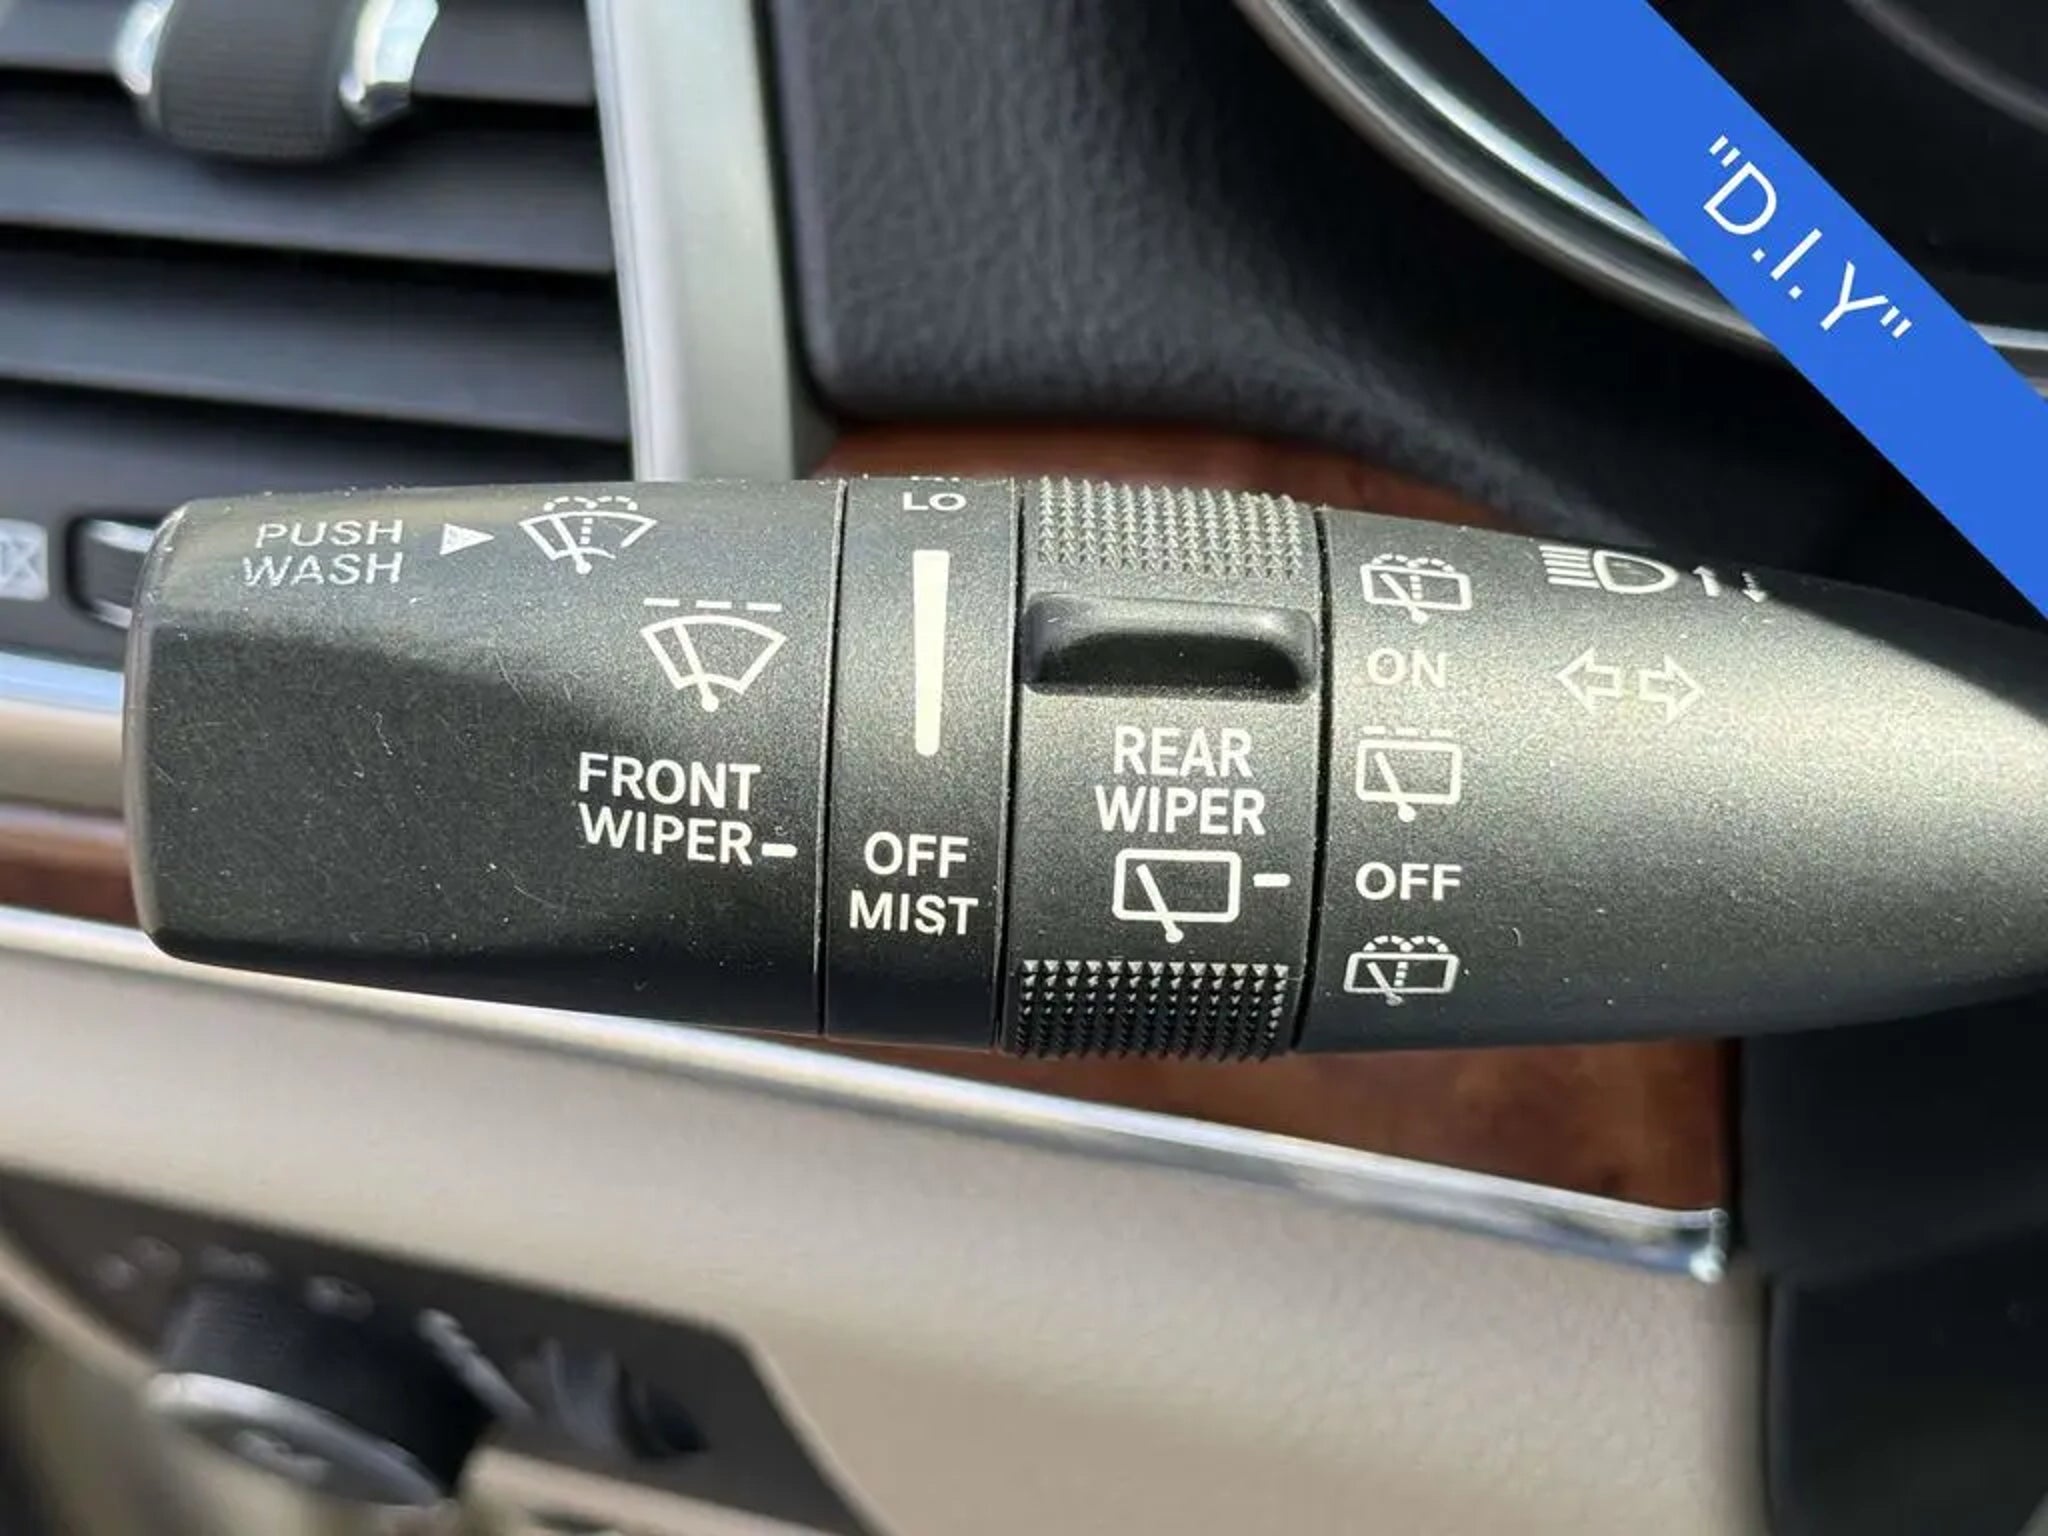 "D.I.Y"
PUSH
WASH
FRONT
WIPER
LO
OFF
MIST
REAR
WIPER
ON
OFF